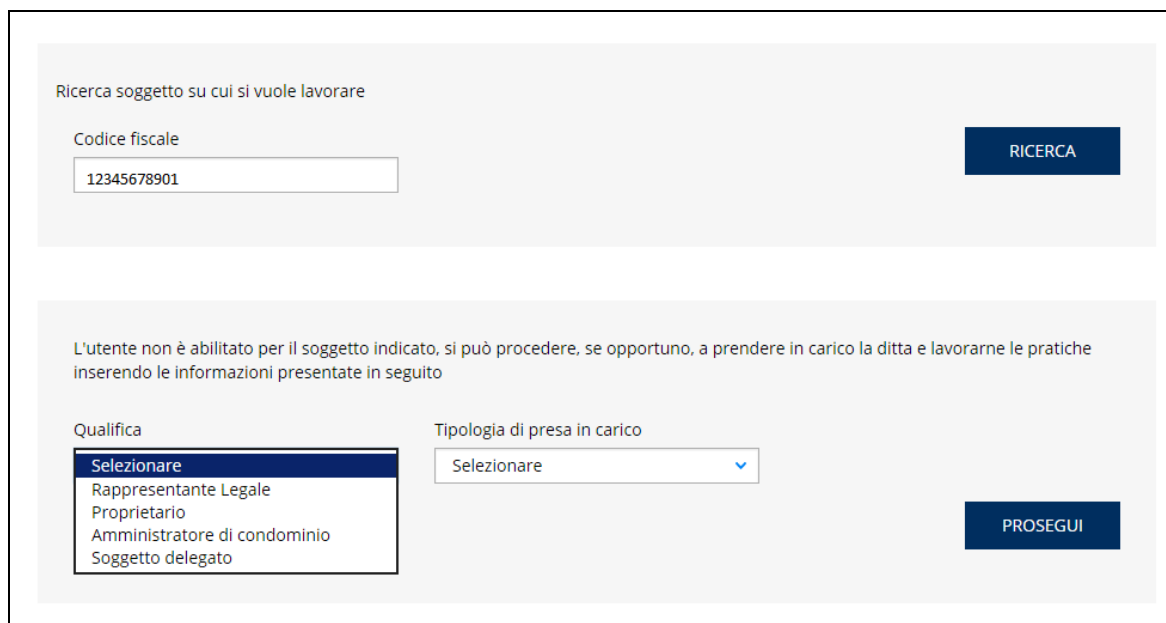 Ricerca soggetto su cui si vuole lavorare
Codice fiscale
12345678901
RICERCA
L'utente non è abilitato per il soggetto indicato, si può procedere, se opportuno, a prendere in carico la ditta e lavorarne le pratiche
inserendo le informazioni presentate in seguito
Qualifica
Tipologia di presa in carico
Selezionare
Selezionare
Rappresentante Legale
Proprietario
Amministratore di condominio
Soggetto delegato
PROSEGUI